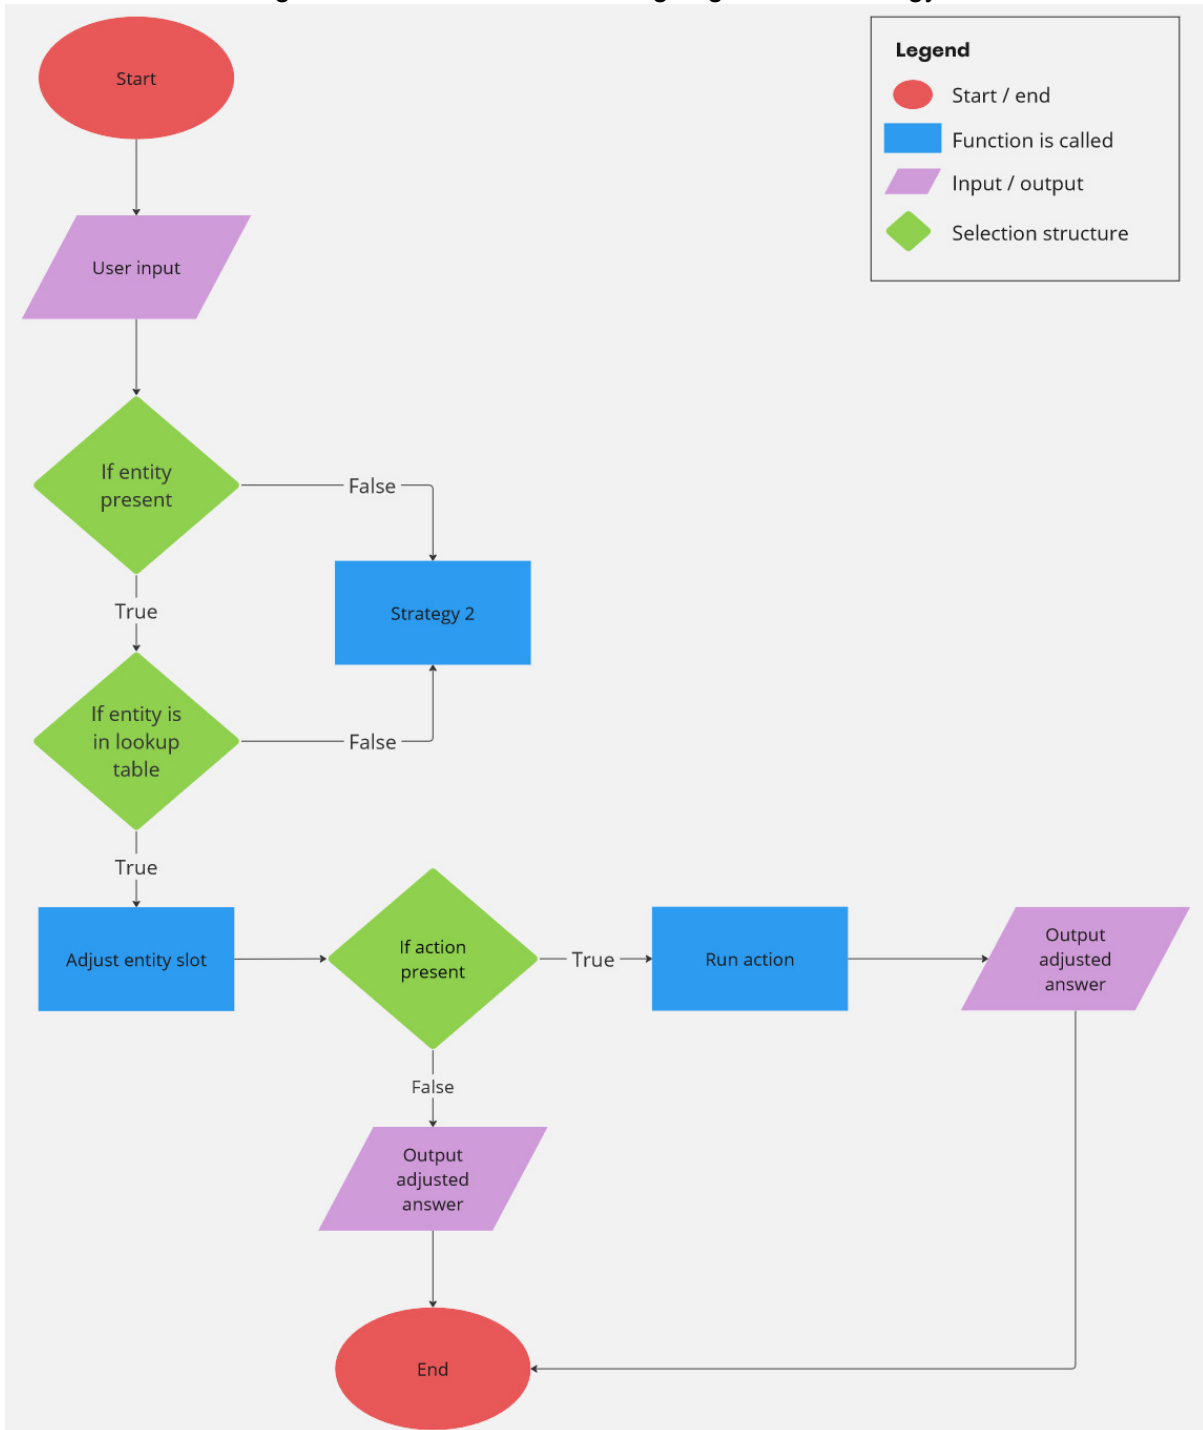 Start
Legend
Start / end
Function is called
Input / output
Selection structure
User input
If entity
present
False
Strategy 2
True
If entity is
in lookup
table
False
True
Adjust entity slot
If action
present
True
Run action
Output
adjusted
answer
False
Output
adjusted
answer
End